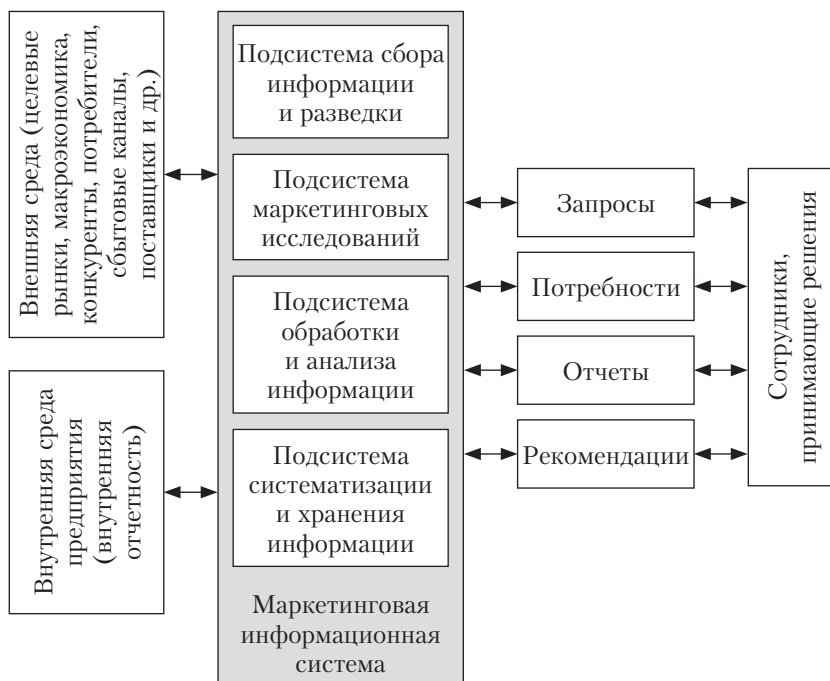 Внешняя среда (целевые
рынки, макроэкономика,
конкуренты, потребители,
сбытовые каналы,
поставщики и др.)
Внутренняя среда
предприятия
(внутренняя
отчетность)
Подсистема сбора
информации
и разведки
Подсистема
маркетинговых
исследований
Подсистема
обработки
и анализа
информации
Подсистема
систематизации
и хранения
информации
Маркетинговая
информационная
система
Запросы
Потребности
Отчеты
Рекомендации
Сотрудники,
принимающие решения